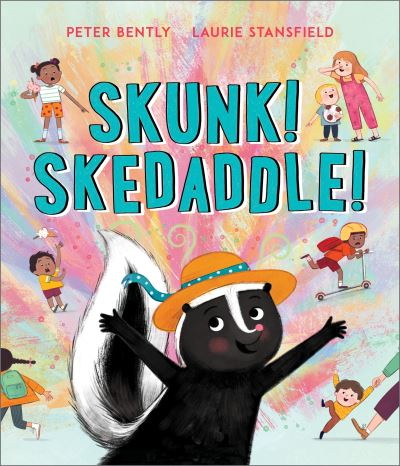 PETER BENTLY LAURIE STANSFIELD
SKUNK!
SKEDADDLE!